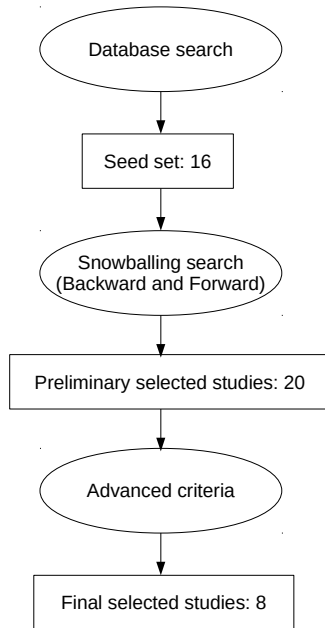 Database search
Seed set: 16
Snowballing search
(Backward and Forward)
Preliminary selected studies: 20
Advanced criteria
Final selected studies: 8